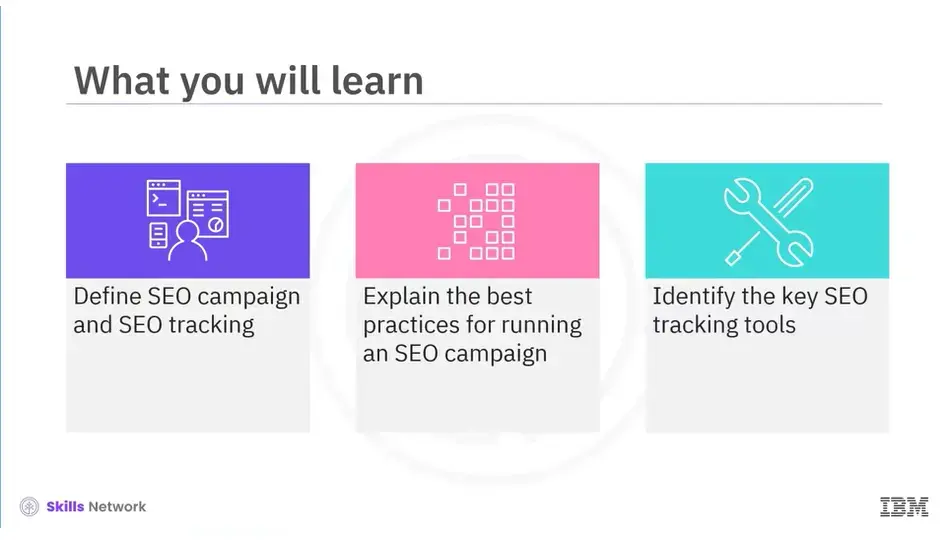 What you will learn
Define SEO campaign
and SEO tracking
Explain the best
practices for running
an SEO campaign
Identify the key SEO
tracking tools
Skills Network
IBM